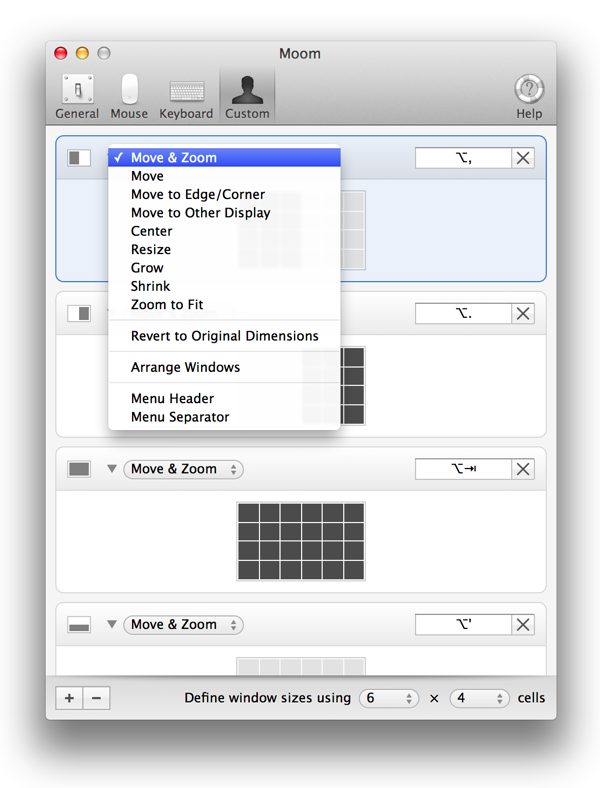 Moom
General Mouse Keyboard Custom Help
✓ Move & Zoom ⌥,
Move
Move to Edge/Corner
Move to Other Display
Center
Resize
Grow
Shrink
Zoom to Fit
⌥.
Revert to Original Dimensions
Arrange Windows
Menu Header
Menu Separator
Move & Zoom ⌥⇥
Move & Zoom ⌥'
+ − Define window sizes using 6 × 4 cells